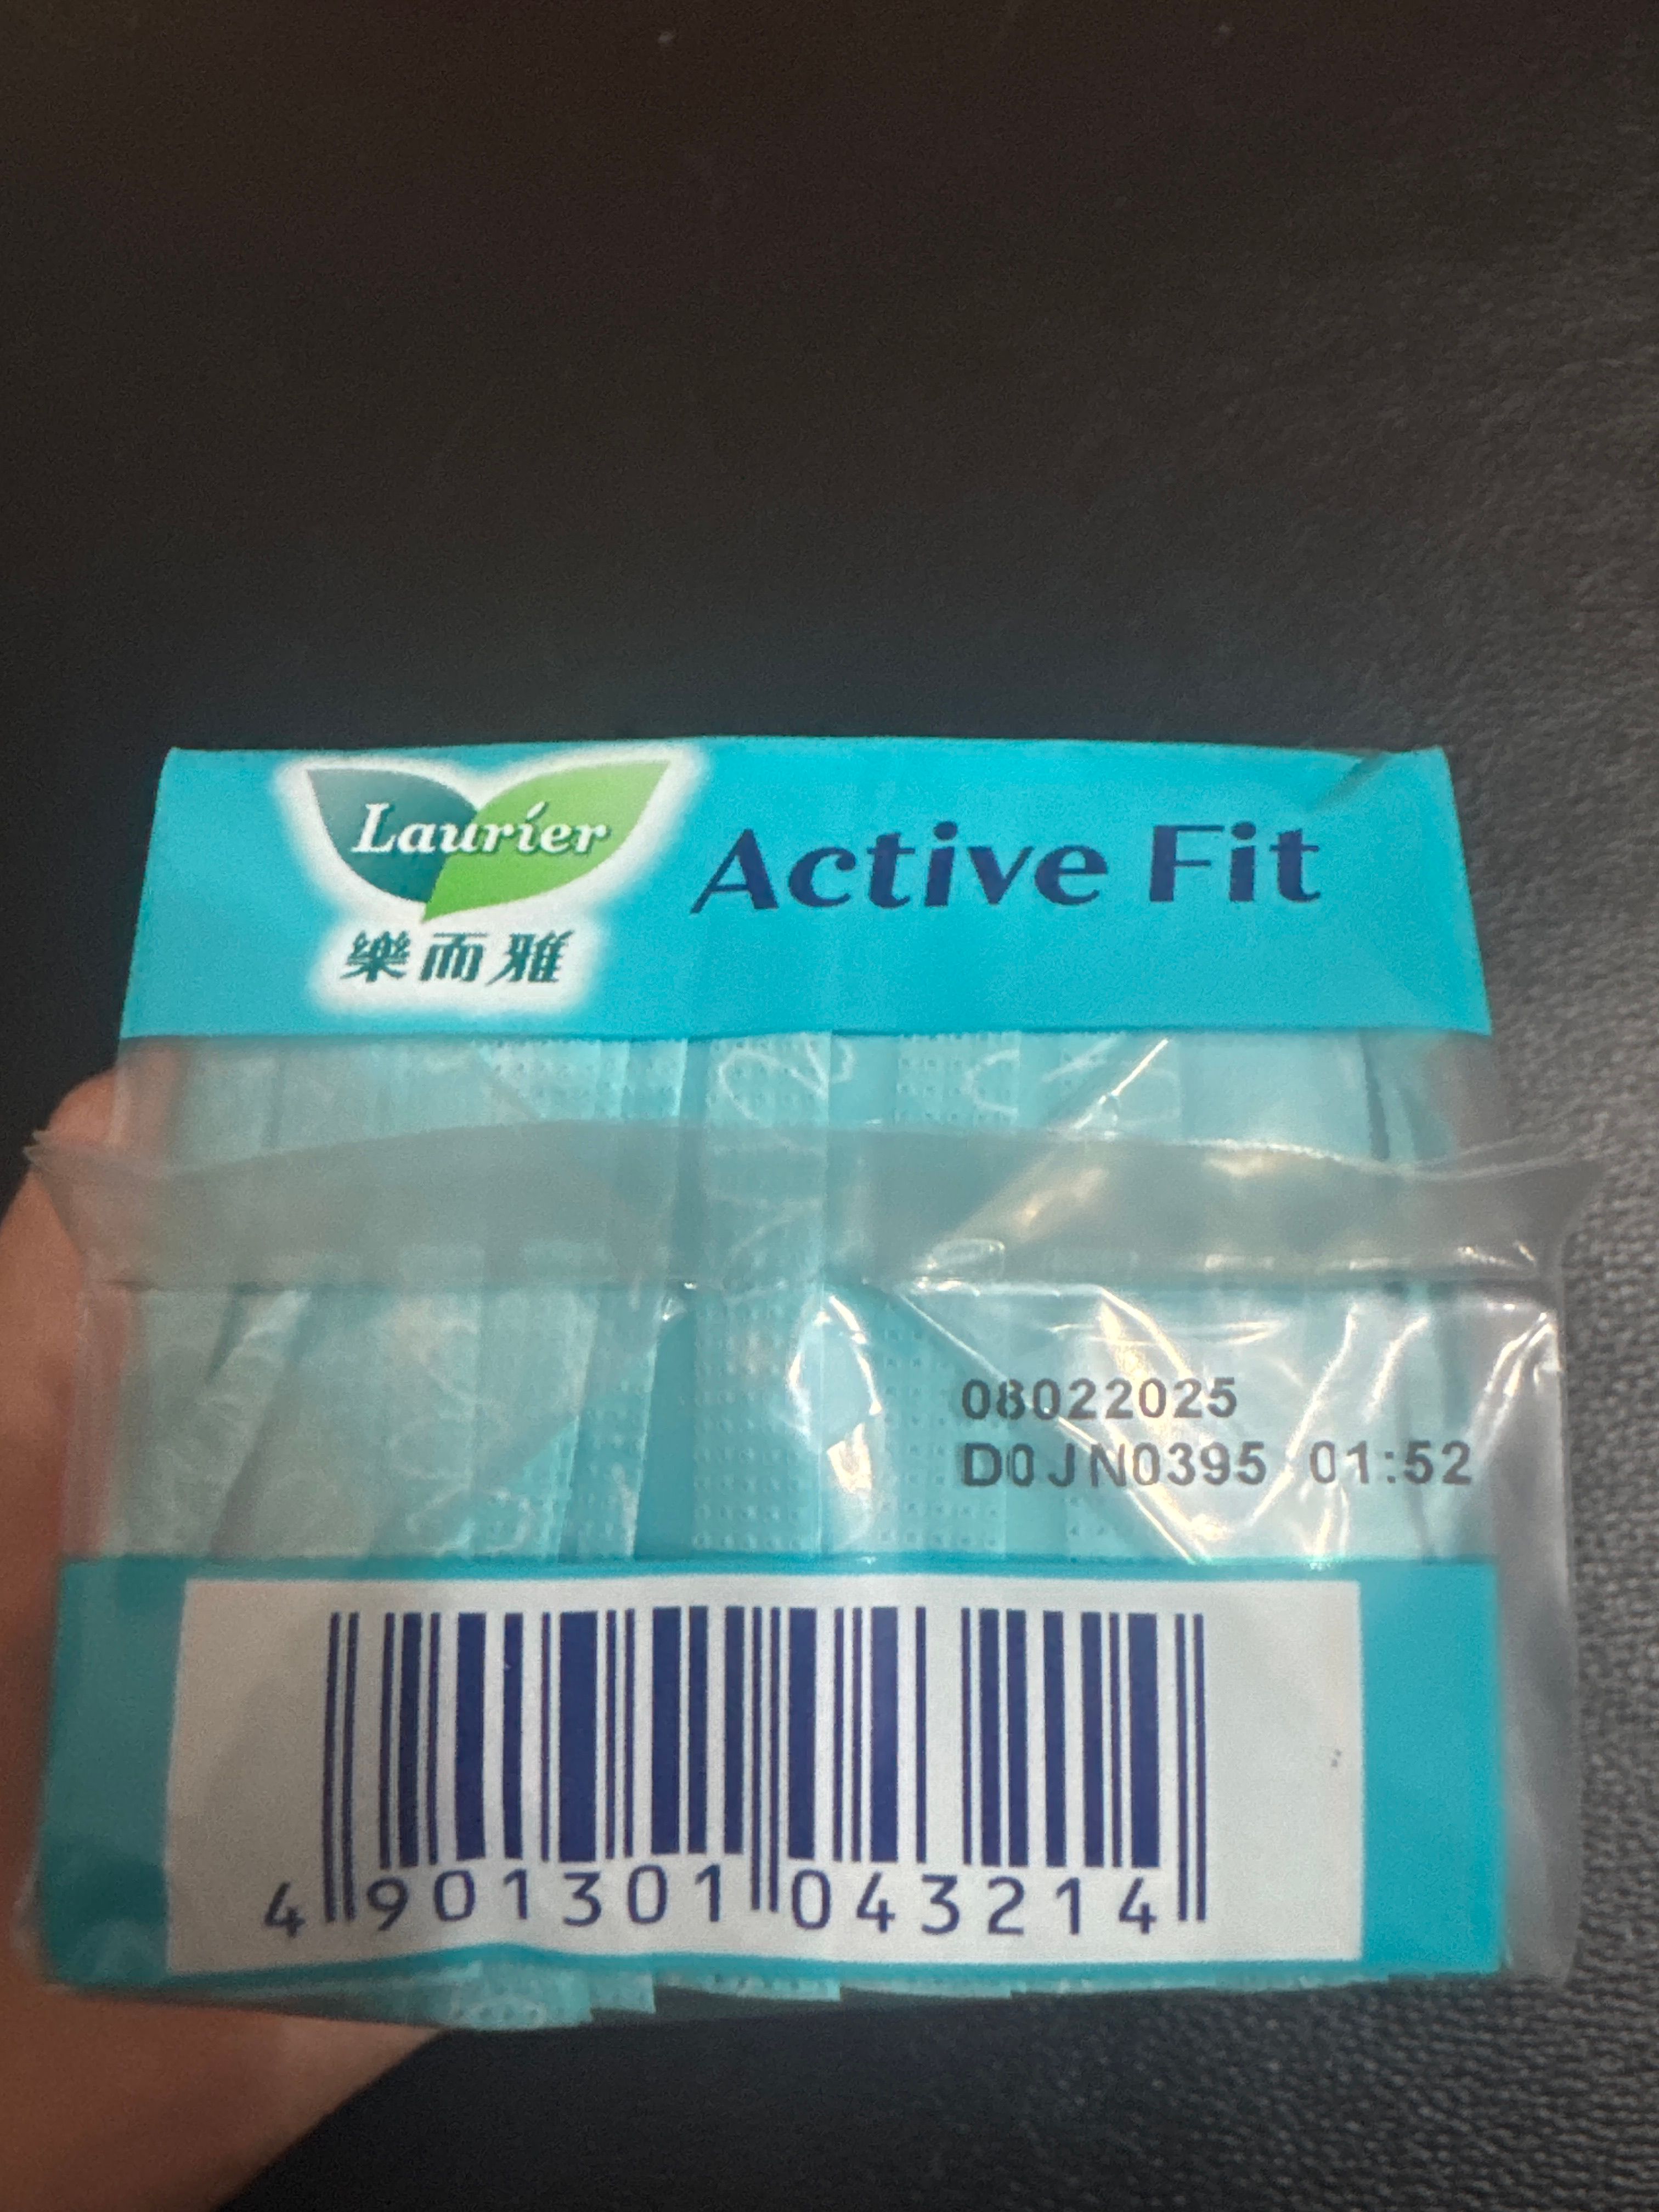 Laurier
樂而雅
Active Fit
08022025
D0JN0395 01:52
4 901301 043214